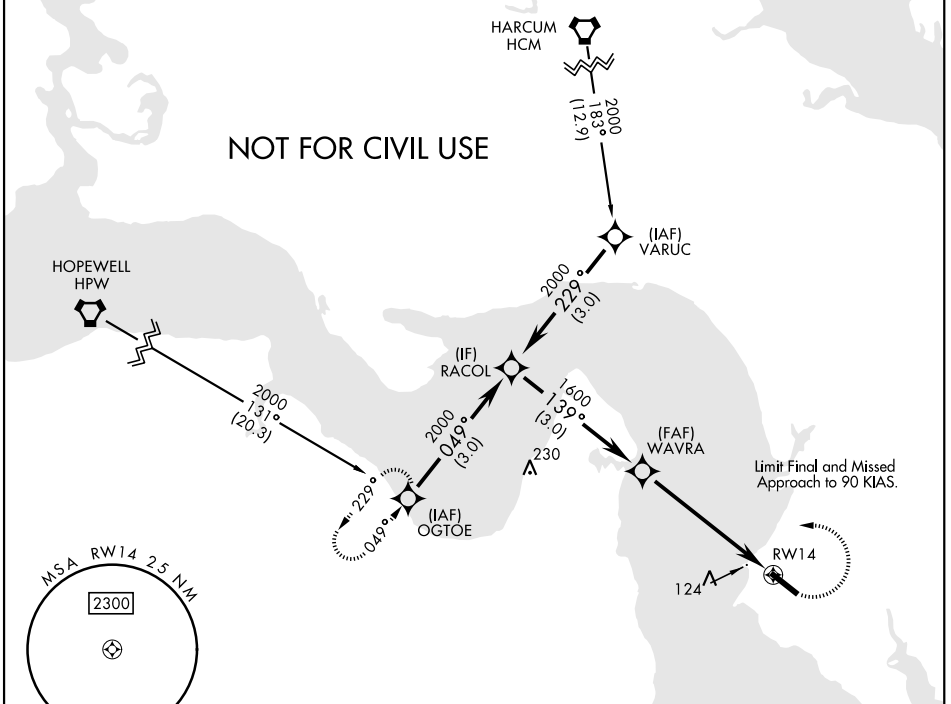 HARCUM
HCM
2000
183°
(12.9)
NOT FOR CIVIL USE
(IAF)
VARUC
HOPEWELL
HPW
2000
229°
(3.0)
(IF)
RACOL
2000
131°
(20.3)
2000
049°
(3.0)
1600
139°
(3.0)
(FAF)
WAVRA
230
Limit Final and Missed
Approach to 90 KIAS.
229°
049°
(IAF)
OGTOE
RW14
124
MSA RW14 25 NM
2300